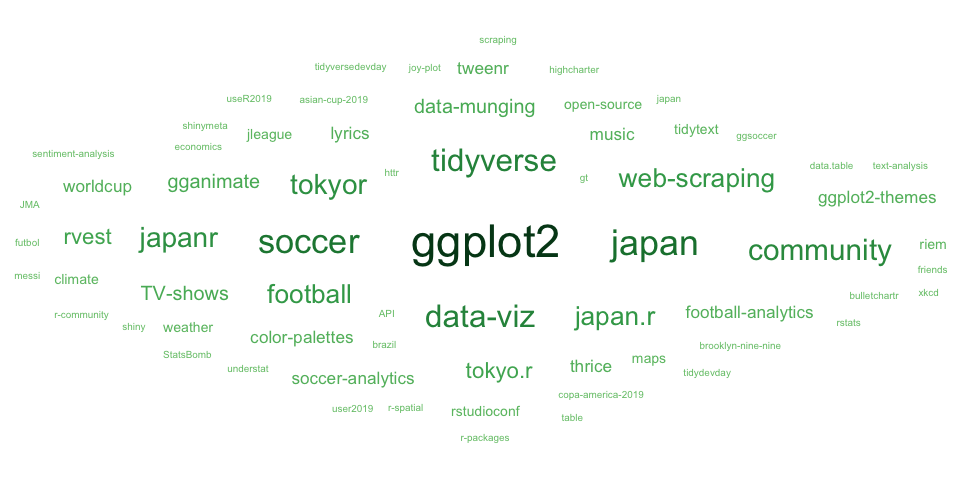 scraping
tidyversedevday
joy-plot
tweenr
highcharter
useR2019
asian-cup-2019
data-munging
open-source
japan
shinymeta
jleague
lyrics
music
tidytext
ggsoccer
economics
sentiment-analysis
tidyverse
data.table
text-analysis
worldcup
gganimate
tokyor
httr
gt
web-scraping
ggplot2-themes
JMA
futbol
rvest
japanr
soccer
ggplot2
japan
community
riem
messi
climate
friends
TV-shows
football
bulletchartr
xkcd
r-community
shiny
weather
API
data-viz
japan.r
football-analytics
rstats
color-palettes
brazil
brooklyn-nine-nine
StatsBomb
understat
soccer-analytics
tokyo.r
thrice
maps
tidydevday
copa-america-2019
user2019
r-spatial
rstudioconf
table
r-packages